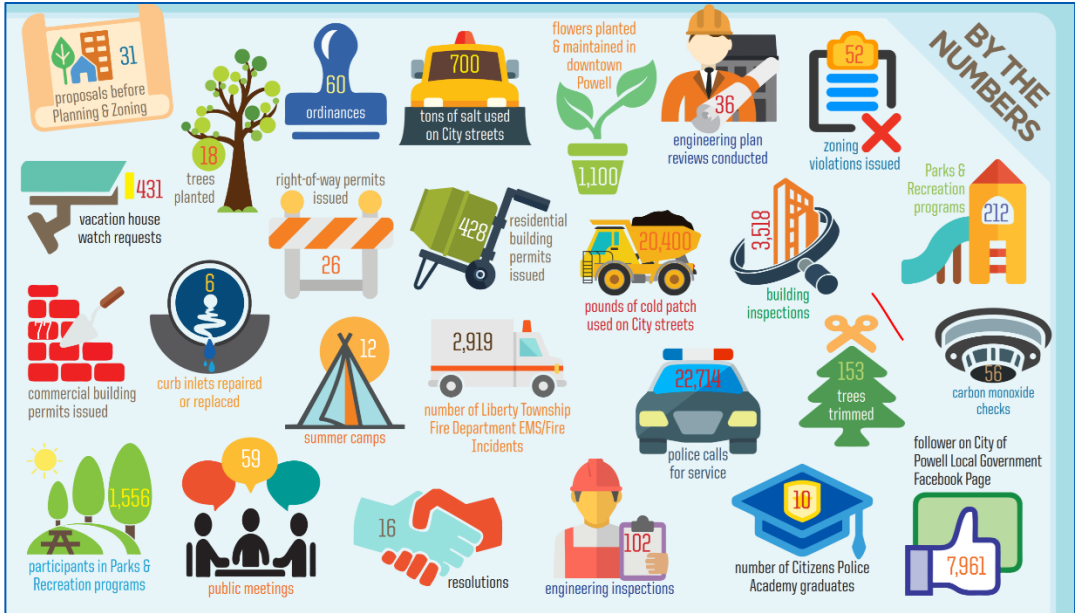 BY THE
NUMBERS
31
proposals before
Planning & Zoning
18
trees
planted
60
ordinances
700
tons of salt used
on City streets
flowers planted
& maintained in
downtown
Powell
1,100
36
engineering plan
reviews conducted
52
zoning
violations issued
431
vacation house
watch requests
right-of-way permits
issued
26
428
residential
building
permits
issued
20,400
pounds of cold patch
used on City streets
3,518
building
inspections
Parks &
Recreation
programs
212
77
commercial building
permits issued
6
curb inlets repaired
or replaced
12
summer camps
2,919
number of Liberty Township
Fire Department EMS/Fire
Incidents
22,714
police calls
for service
153
trees
trimmed
56
carbon monoxide
checks
1,556
participants in Parks &
Recreation programs
59
public meetings
16
resolutions
102
engineering inspections
10
number of Citizens Police
Academy graduates
follower on City of
Powell Local Government
Facebook Page
7,961